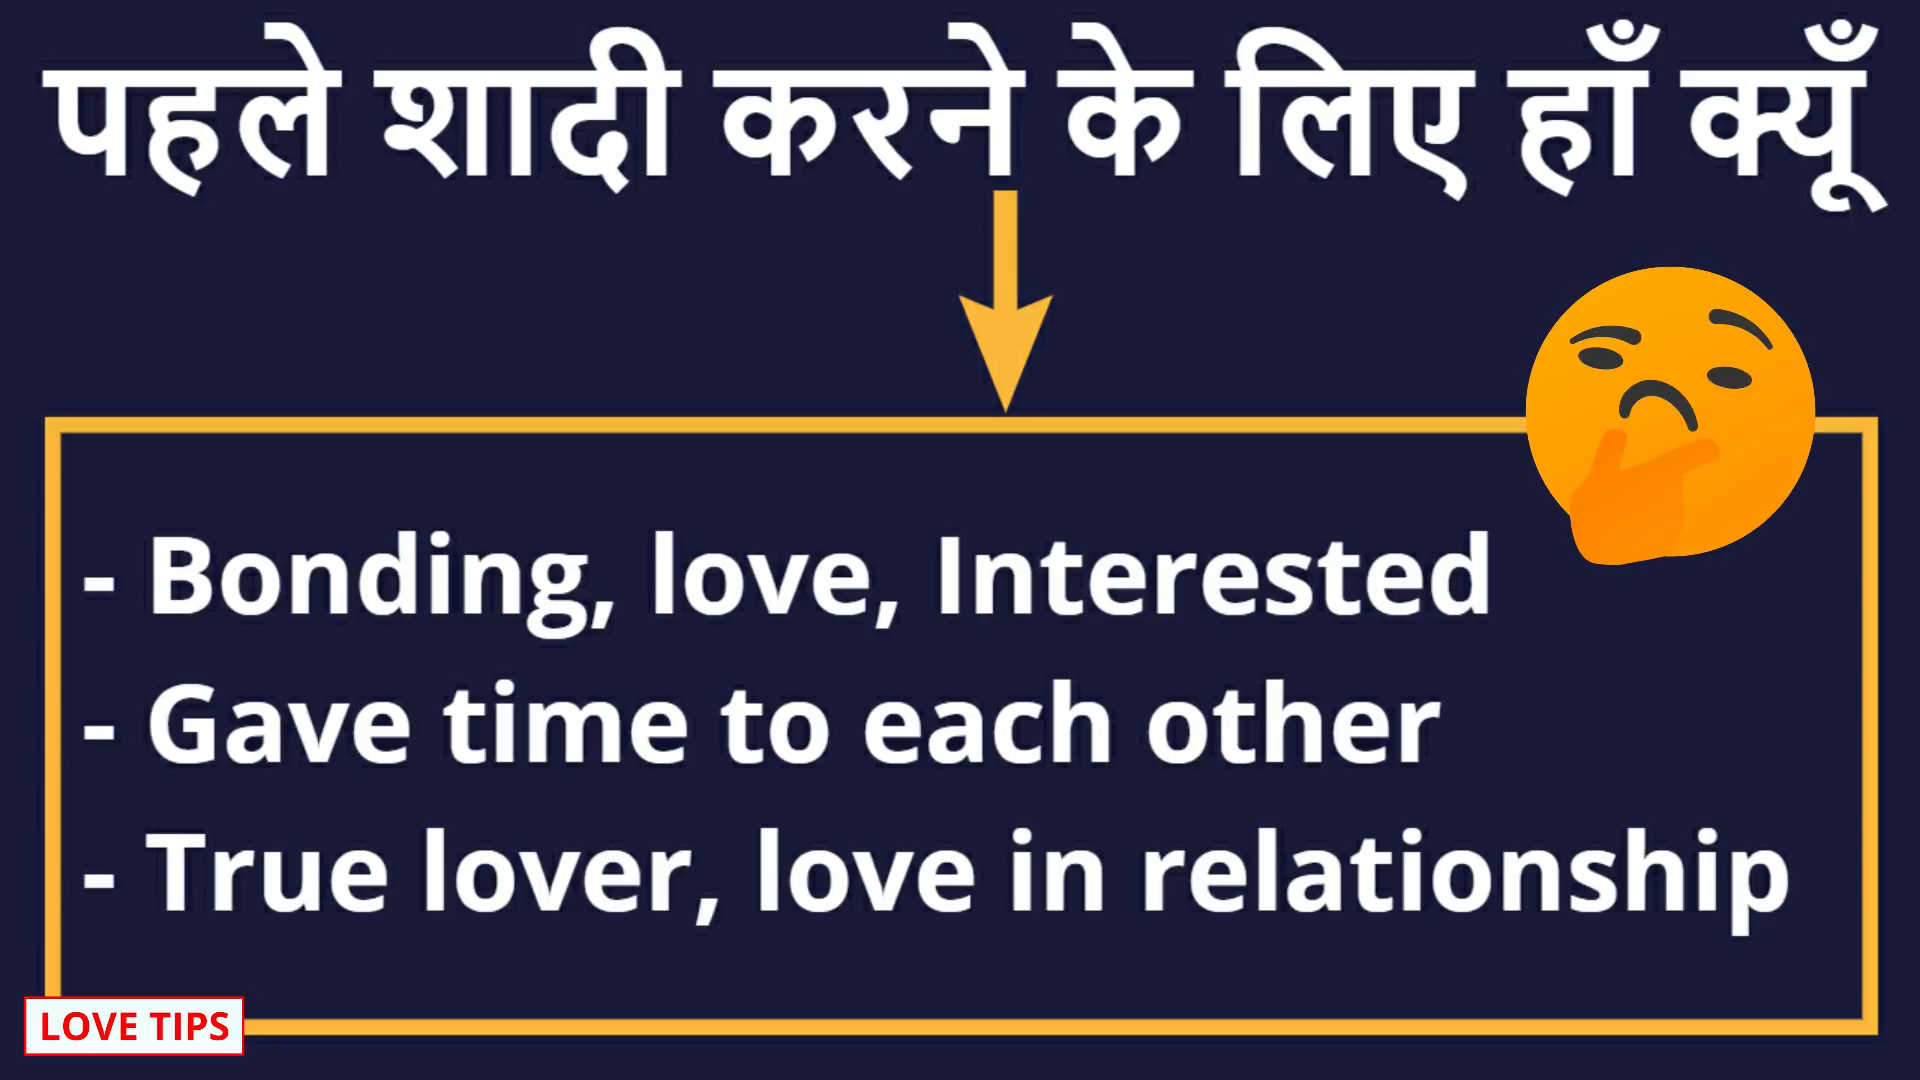 पहले शादी करने के लिए हाँ क्यूँ
- Bonding, love, Interested
- Gave time to each other
- True lover, love in relationship
LOVE TIPS